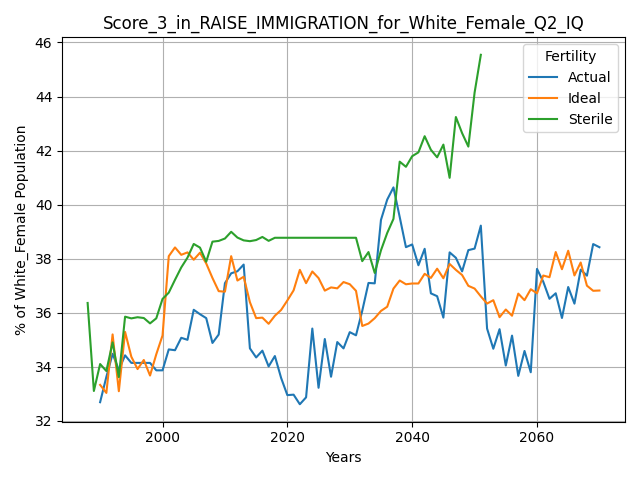 Score_3_in_RAISE_IMMIGRATION_for_White_Female_Q2_IQ
46
44
42
40
38
36
34
32
% of White_Female Population
Fertility
Actual
Ideal
Sterile
2000
2020
2040
2060
Years